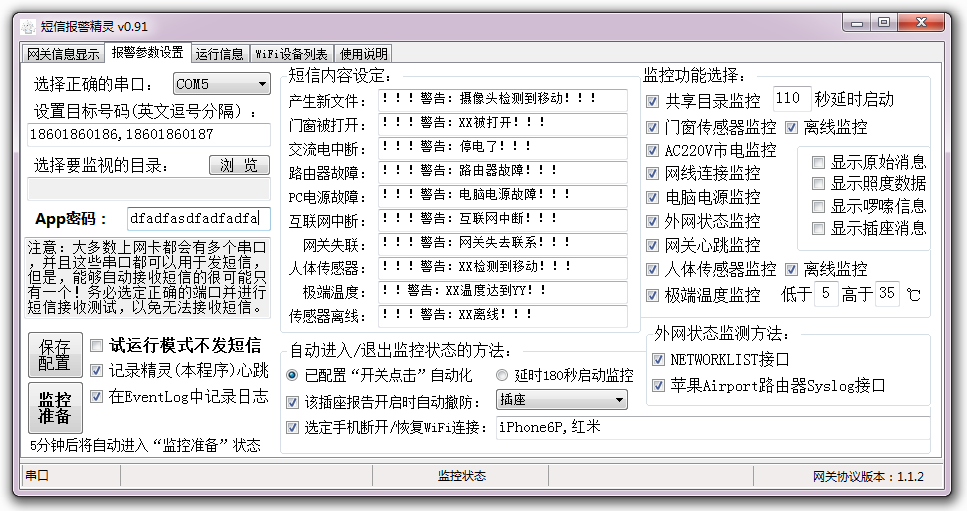 短信报警精灵 v0.91
网关信息显示 报警参数设置 运行信息 WiFi设备列表 使用说明
选择正确的串口： COM5
设置目标号码(英文逗号分隔)：
18601860186,18601860187
选择要监视的目录： 浏 览
App密码： dfadfasdfadfadfa
注意：大多数上网卡都会有多个串口
，并且这些串口都可以用于发短信，
但是，能够自动接收短信的很可能只
有一个！务必选定正确的端口并进行
短信接收测试，以免无法接收短信。
保存
配置
试运行模式不发短信
记录精灵(本程序)心跳
监控
准备
在EventLog中记录日志
5分钟后将自动进入“监控准备”状态
短信内容设定：
产生新文件： ！！！警告：摄像头检测到移动！！！
门窗被打开： ！！！警告：XX被打开！！！
交流电中断： ！！！警告：停电了！！！
路由器故障： ！！！警告：路由器故障！！！
PC电源故障： ！！！警告：电脑电源故障！！！
互联网中断： ！！！警告：互联网中断！！！
网关失联： ！！！警告：网关失去联系！！！
人体传感器： ！！！警告：XX检测到移动！！！
极端温度： ！！！警告：XX温度达到YY！！！
传感器离线： ！！！警告：XX离线！！！
自动进入/退出监控状态的方法：
已配置“开关点击”自动化 延时180秒启动监控
该插座报告开启时自动撤防： 插座
选定手机断开/恢复WiFi连接： iPhone6P,红米
监控功能选择：
共享目录监控 110 秒延时启动
门窗传感器监控 离线监控
AC220V市电监控
网线连接监控
电脑电源监控
外网状态监控
网关心跳监控
显示原始消息
显示照度数据
显示啰嗦信息
显示插座消息
人体传感器监控 离线监控
极端温度监控 低于 5 高于 35 ℃
外网状态监测方法：
NETWORKLIST接口
苹果Airport路由器Syslog接口
串口 监控状态 网关协议版本：1.1.2